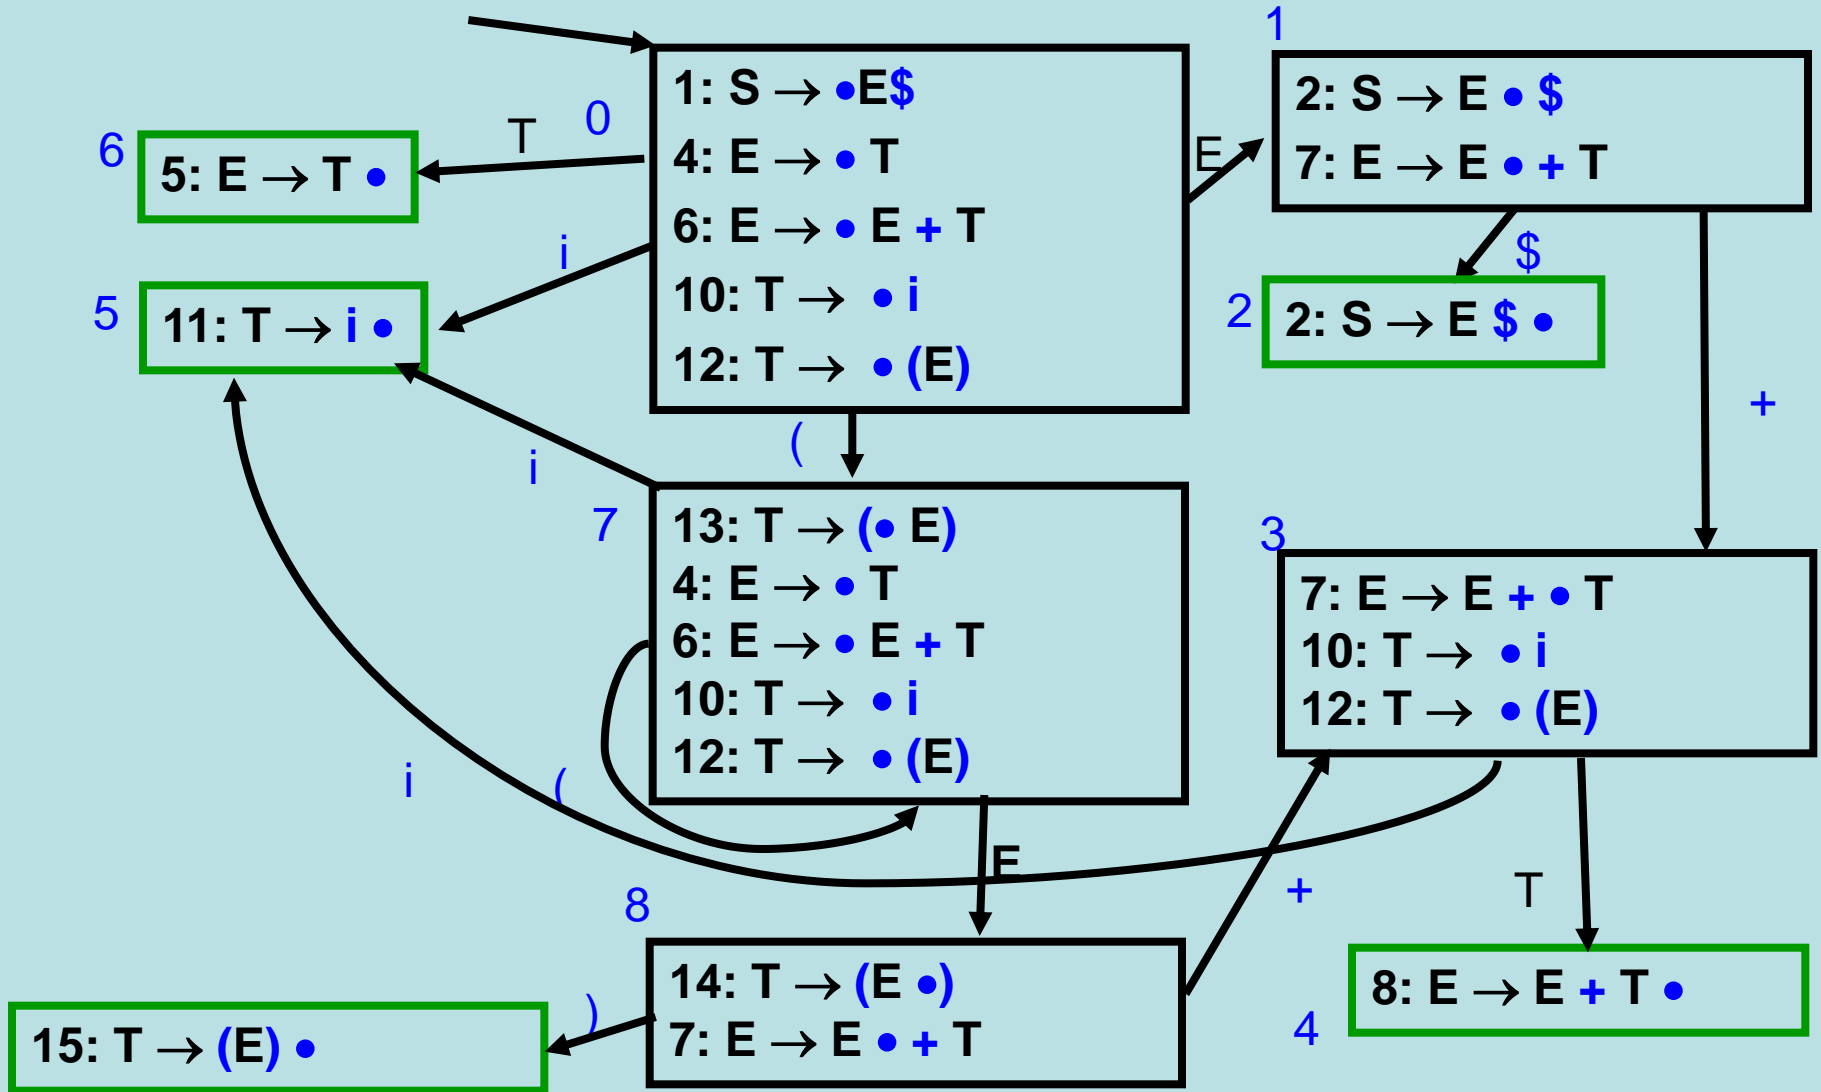 1
0
1: S → •E$
4: E → • T
6: E → • E + T
10: T → • i
12: T → • (E)
E
2: S → E • $
7: E → E • + T
T
6
5: E → T •
i
5
11: T → i •
$
2
2: S → E $ •
+
(
i
7
13: T → (• E)
4: E → • T
6: E → • E + T
10: T → • i
12: T → • (E)
3
7: E → E + • T
10: T → • i
12: T → • (E)
i
(
E
+
T
8
14: T → (E •)
7: E → E • + T
)
15: T → (E) •
4
8: E → E + T •